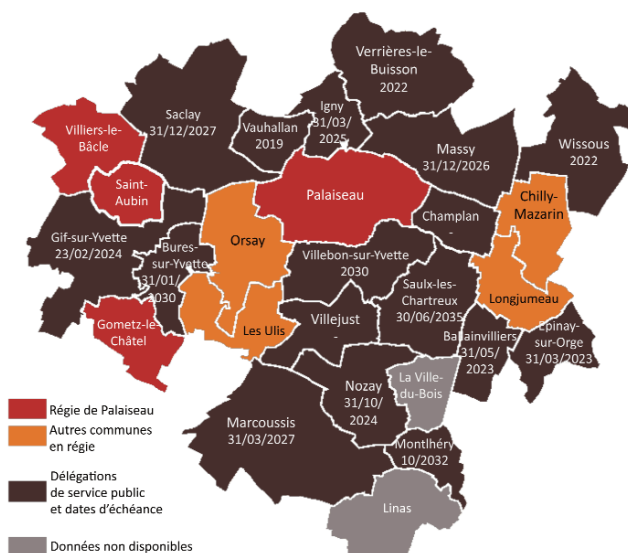 Verrières-le-
Buisson
2022
Saclay
31/12/2027
Igny
31/03/
2025
Vauhallan
2019
Villiers-le-
Bâcle
Massy
31/12/2026
Wissous
2022
Saint-
Aubin
Palaiseau
Chilly-
Mazarin
Champlan
-
Gif-sur-Yvette
23/02/2024
Bures-
sur-Yvette
31/01/
2030
Orsay
Villebon-sur-Yvette
2030
Saulx-les-
Chartreux
30/06/2035
Longjumeau
Gometz-le-
Châtel
Les Ulis
Villejust
-
Ballainvilliers
31/05/
2023
Epinay-
sur-Orge
31/03/2023
La Ville-
du-Bois
Nozay
31/10/
2024
Marcoussis
31/03/2027
Montlhéry
10/2032
Linas
Régie de Palaiseau
Autres communes
en régie
Délégations
de service public
et dates d'échéance
Données non disponibles